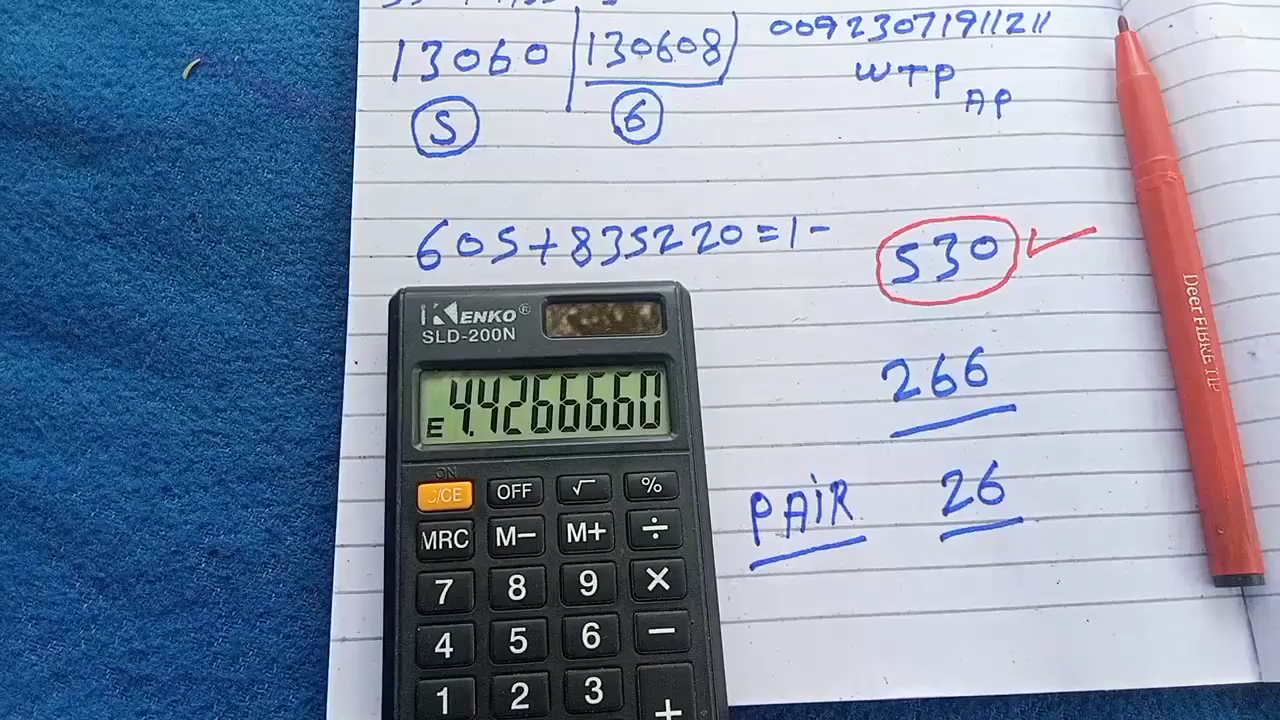 13060 130608 00923071911211
WTP
AP
5 6
605+835220=1- 530
KENKO®
SLD-200N
E 4.4266660
266
PAIR 26
ON
C/CE OFF √ %
MRC M− M+ ÷
7 8 9 ×
4 5 6 −
1 2 3 +
Deer FIBRE TIP